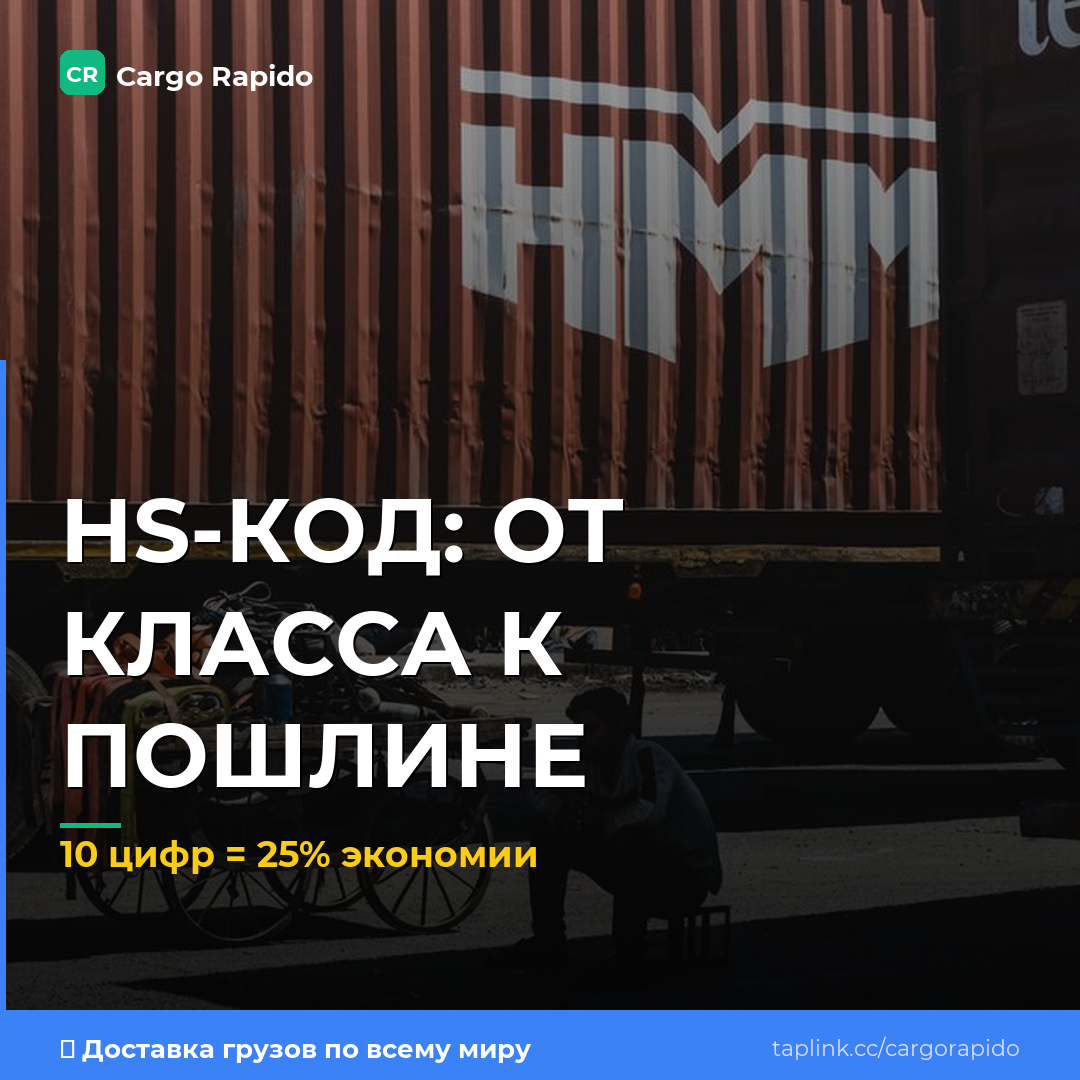 CR Cargo Rapido
HMM
HS-КОД: ОТ
КЛАССА К
ПОШЛИНЕ
10 цифр = 25% экономии
Доставка грузов по всему миру
taplink.cc/cargorapido